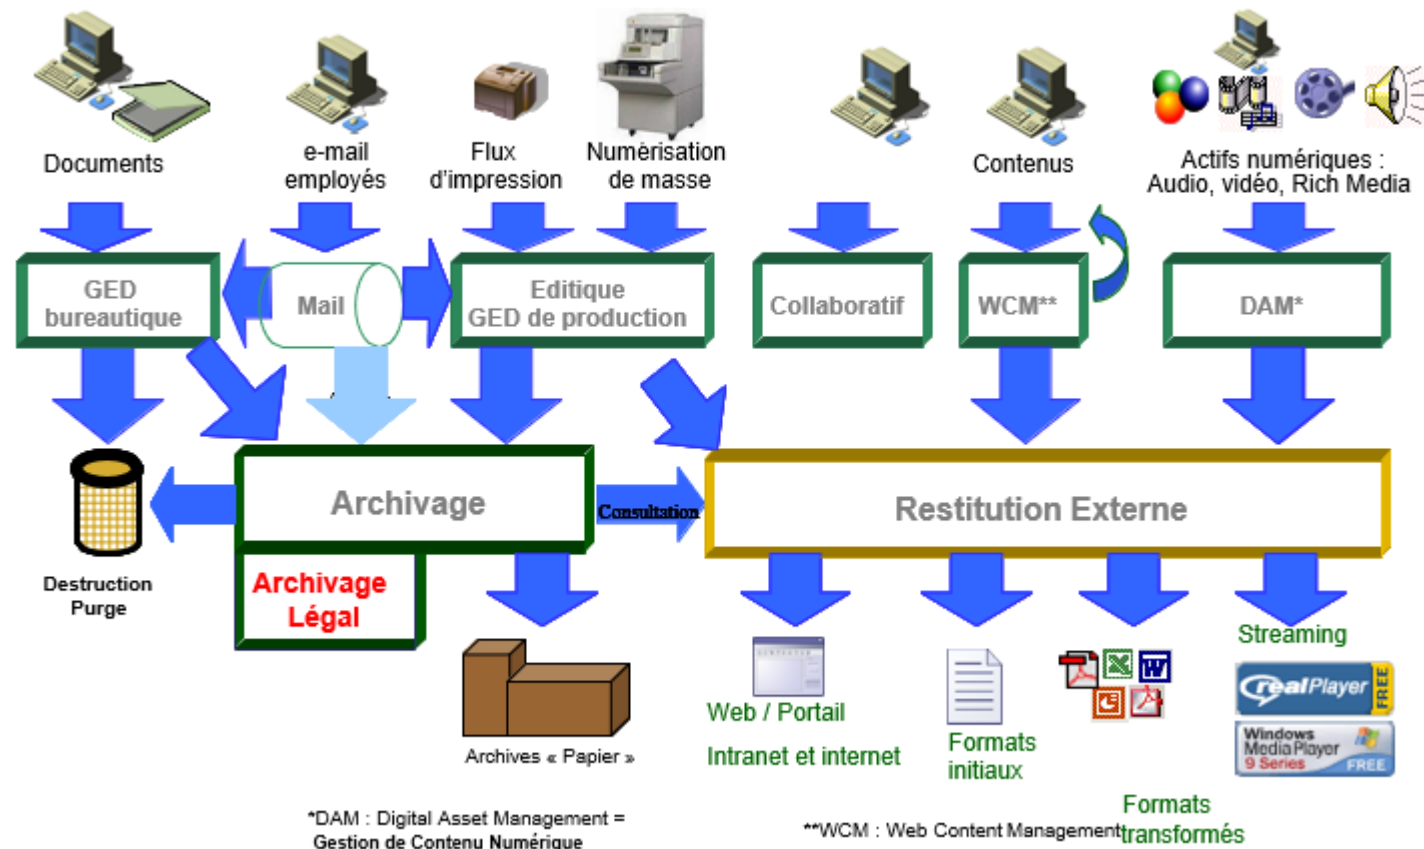 Documents
e-mail
employés
Flux
d'impression
Numérisation
de masse
Contenus
Actifs numériques :
Audio, vidéo, Rich Media
GED
bureautique
Mail
Editique
GED de production
Collaboratif
WCM**
DAM*
Archivage
Consultation
Restitution Externe
Destruction
Purge
Archivage
Légal
Archives « Papier »
Web / Portail
Intranet et internet
Formats
initiaux
Formats
transformés
Streaming
realPlayer
FREE
Windows
Media Player
9 Series
FREE
*DAM : Digital Asset Management =
Gestion de Contenu Numérique
**WCM : Web Content Management